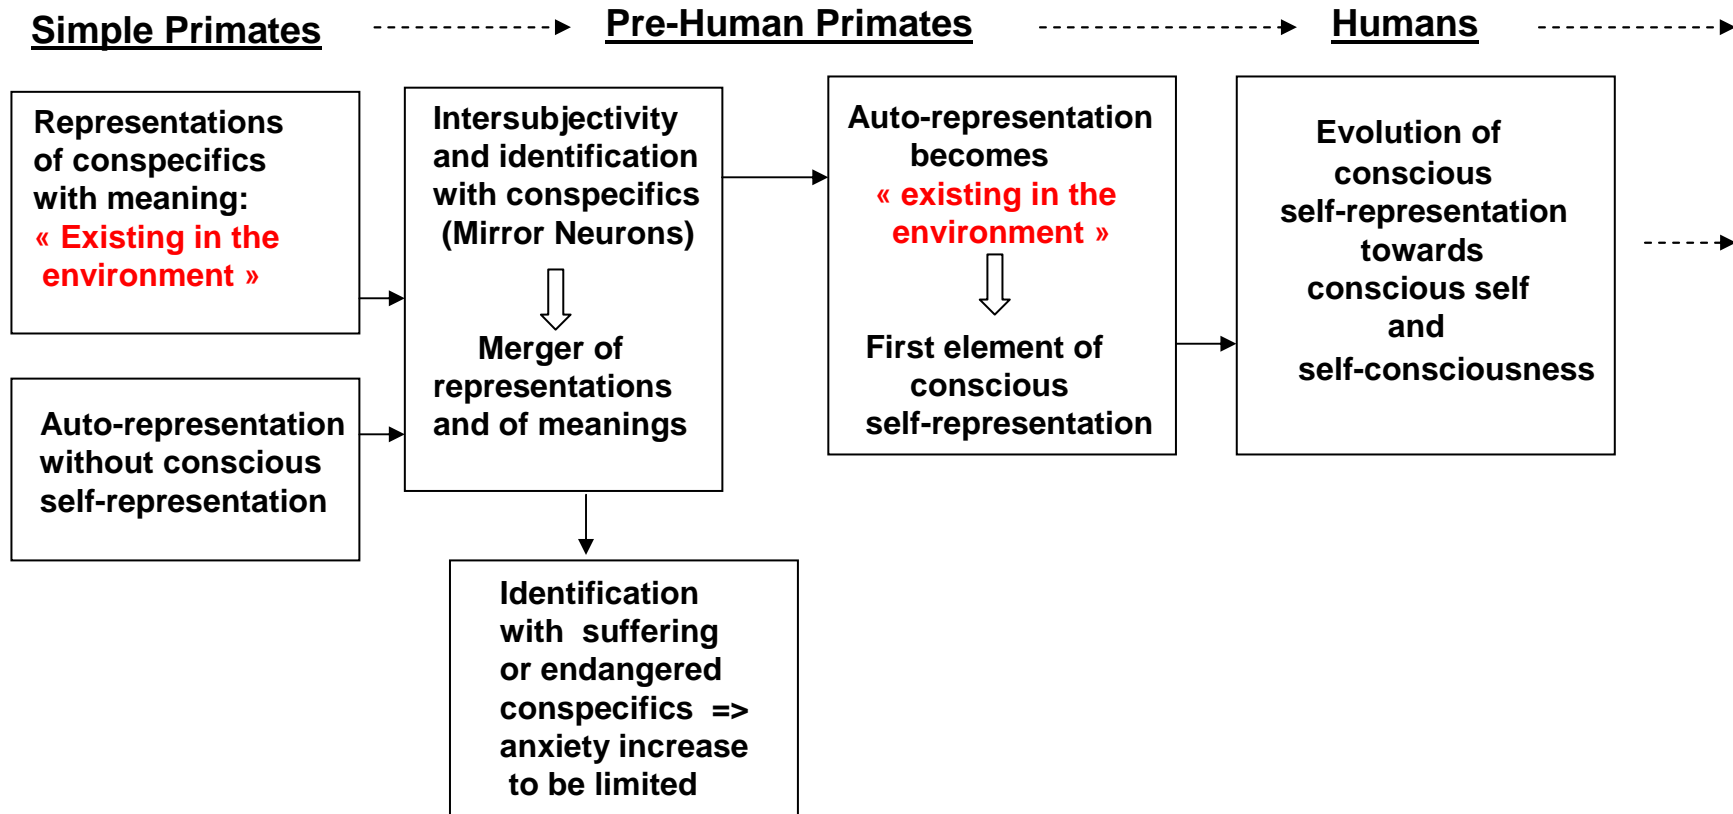 Simple Primates
Pre-Human Primates
Humans
Representations
of conspecifics
with meaning:
« Existing in the
environment »
Auto-representation
without conscious
self-representation
Intersubjectivity
and identification
with conspecifics
(Mirror Neurons)
Merger of
representations
and of meanings
Identification
with suffering
or endangered
conspecifics =>
anxiety increase
to be limited
Auto-representation
becomes
« existing in the
environment »
First element of
conscious
self-representation
Evolution of
conscious
self-representation
towards
conscious self
and
self-consciousness